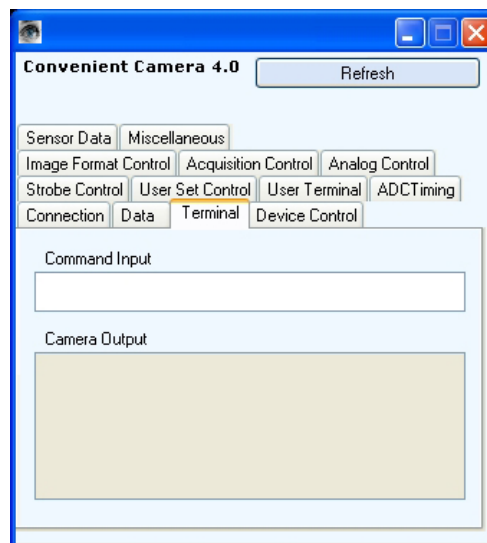 Convenient Camera 4.0 Refresh
Sensor Data Miscellaneous
Image Format Control Acquisition Control Analog Control
Strobe Control User Set Control User Terminal ADCTiming
Connection Data Terminal Device Control
Command Input
Camera Output